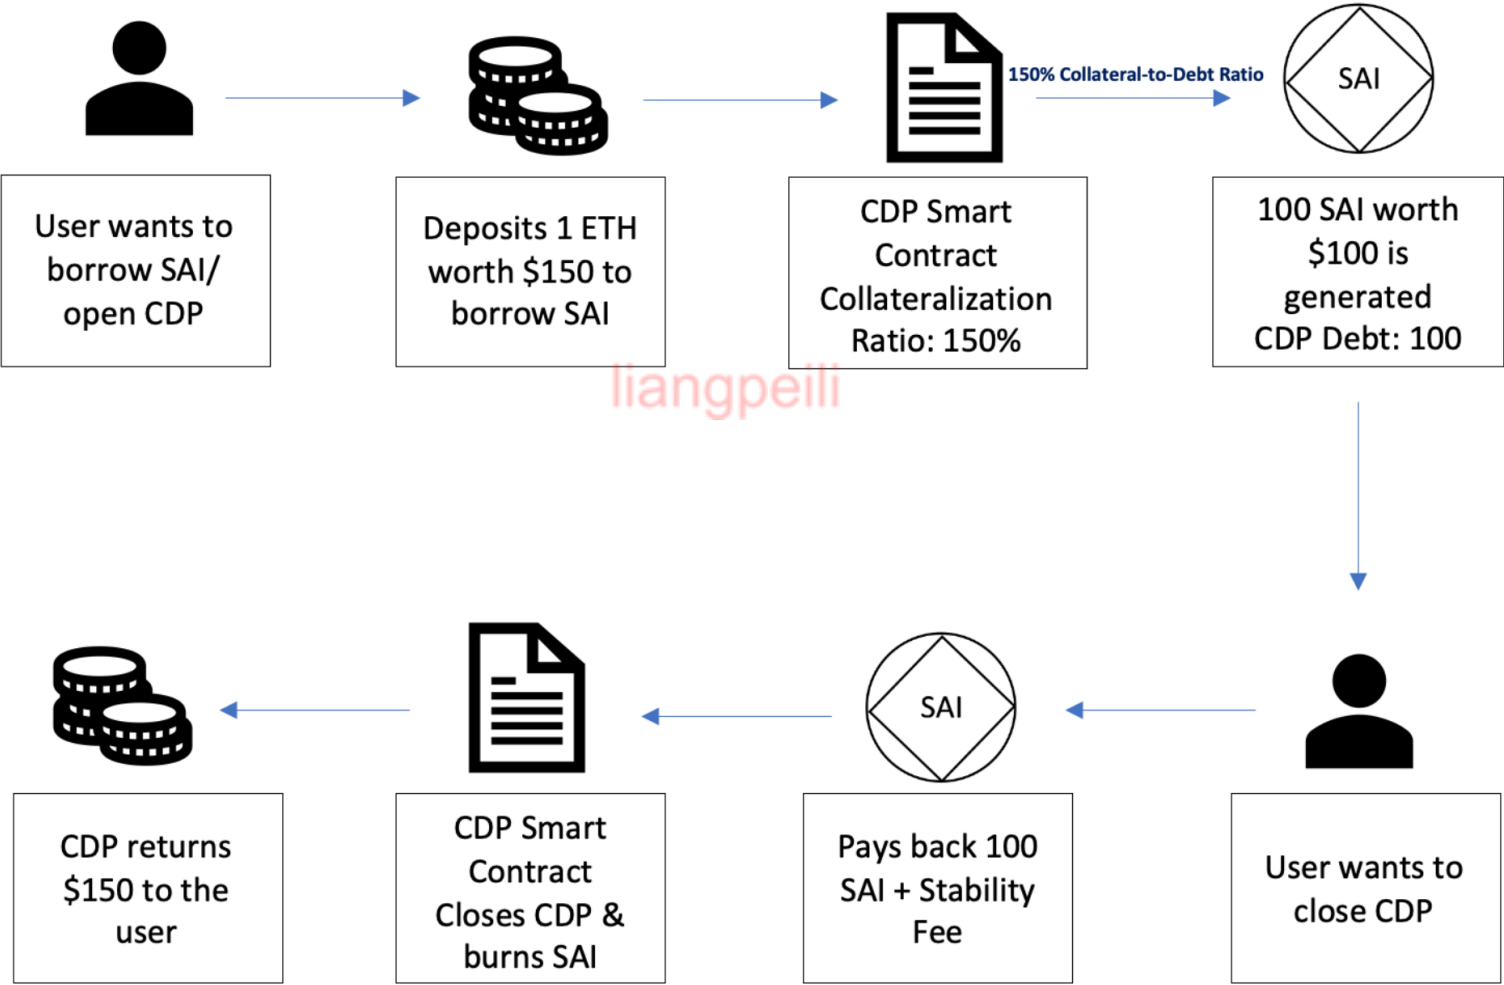 150% Collateral-to-Debt Ratio
SAI
User wants to
borrow SAI/
open CDP
Deposits 1 ETH
worth $150 to
borrow SAI
CDP Smart
Contract
Collateralization
Ratio: 150%
100 SAI worth
$100 is
generated
CDP Debt: 100
liangpeili
SAI
CDP returns
$150 to the
user
CDP Smart
Contract
Closes CDP &
burns SAI
Pays back 100
SAI + Stability
Fee
User wants to
close CDP